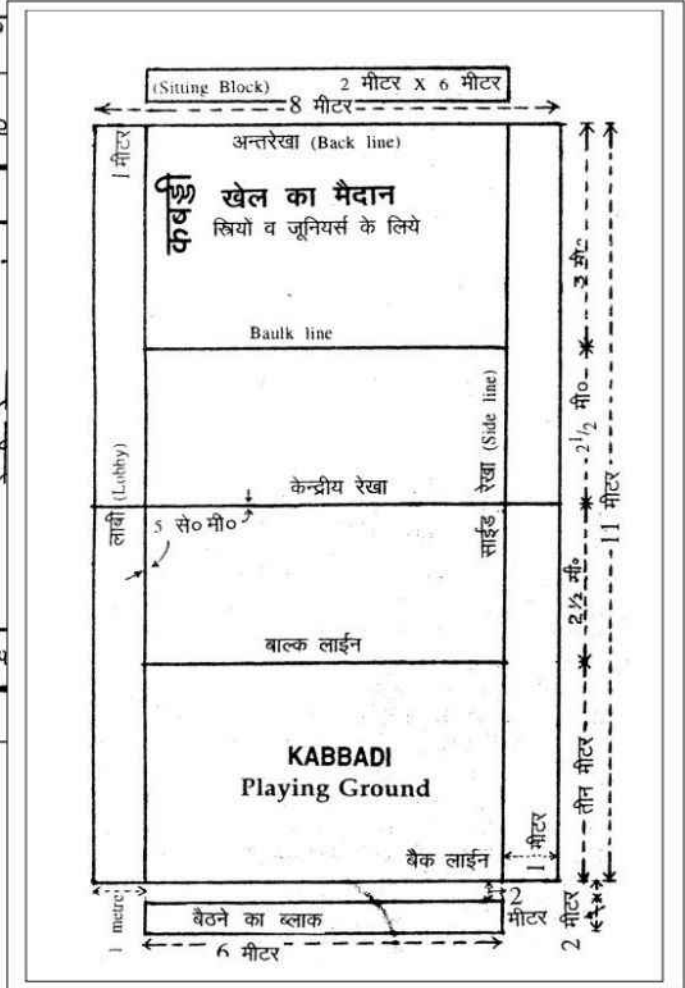 (Sitting Block) 2 मीटर X 6 मीटर
8 मीटर
1 मीटर
अन्तरेखा (Back line)
कबड्डी
खेल का मैदान
स्त्रियों व जूनियर्स के लिये
3 मी०
Baulk line
2 1/2 मी०
साईड रेखा (Side line)
लाबी (Lobby)
केन्द्रीय रेखा
5 से० मी०
11 मीटर
2½ मी०
बाल्क लाईन
KABBADI
Playing Ground
तीन मीटर
बैक लाईन
1 मीटर
1 metre
2 मीटर
2 मीटर
बैठने का ब्लाक
6 मीटर